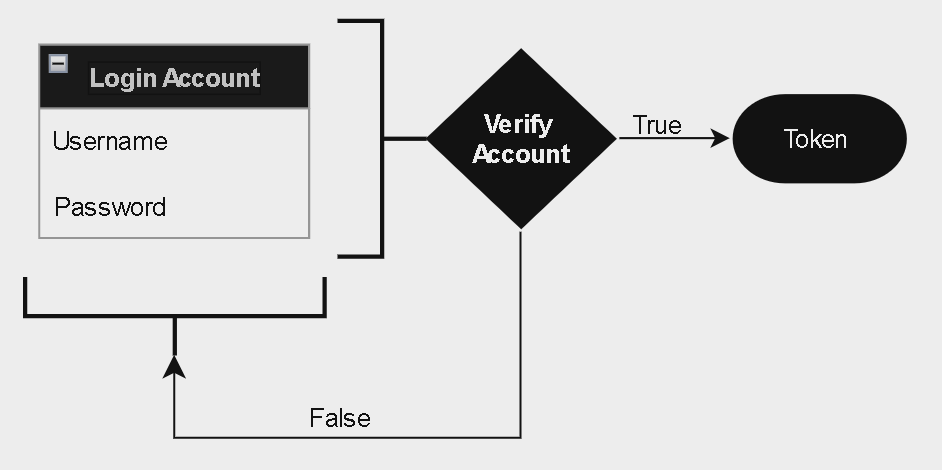 Login Account
Username
Password
Verify
Account
True
Token
False